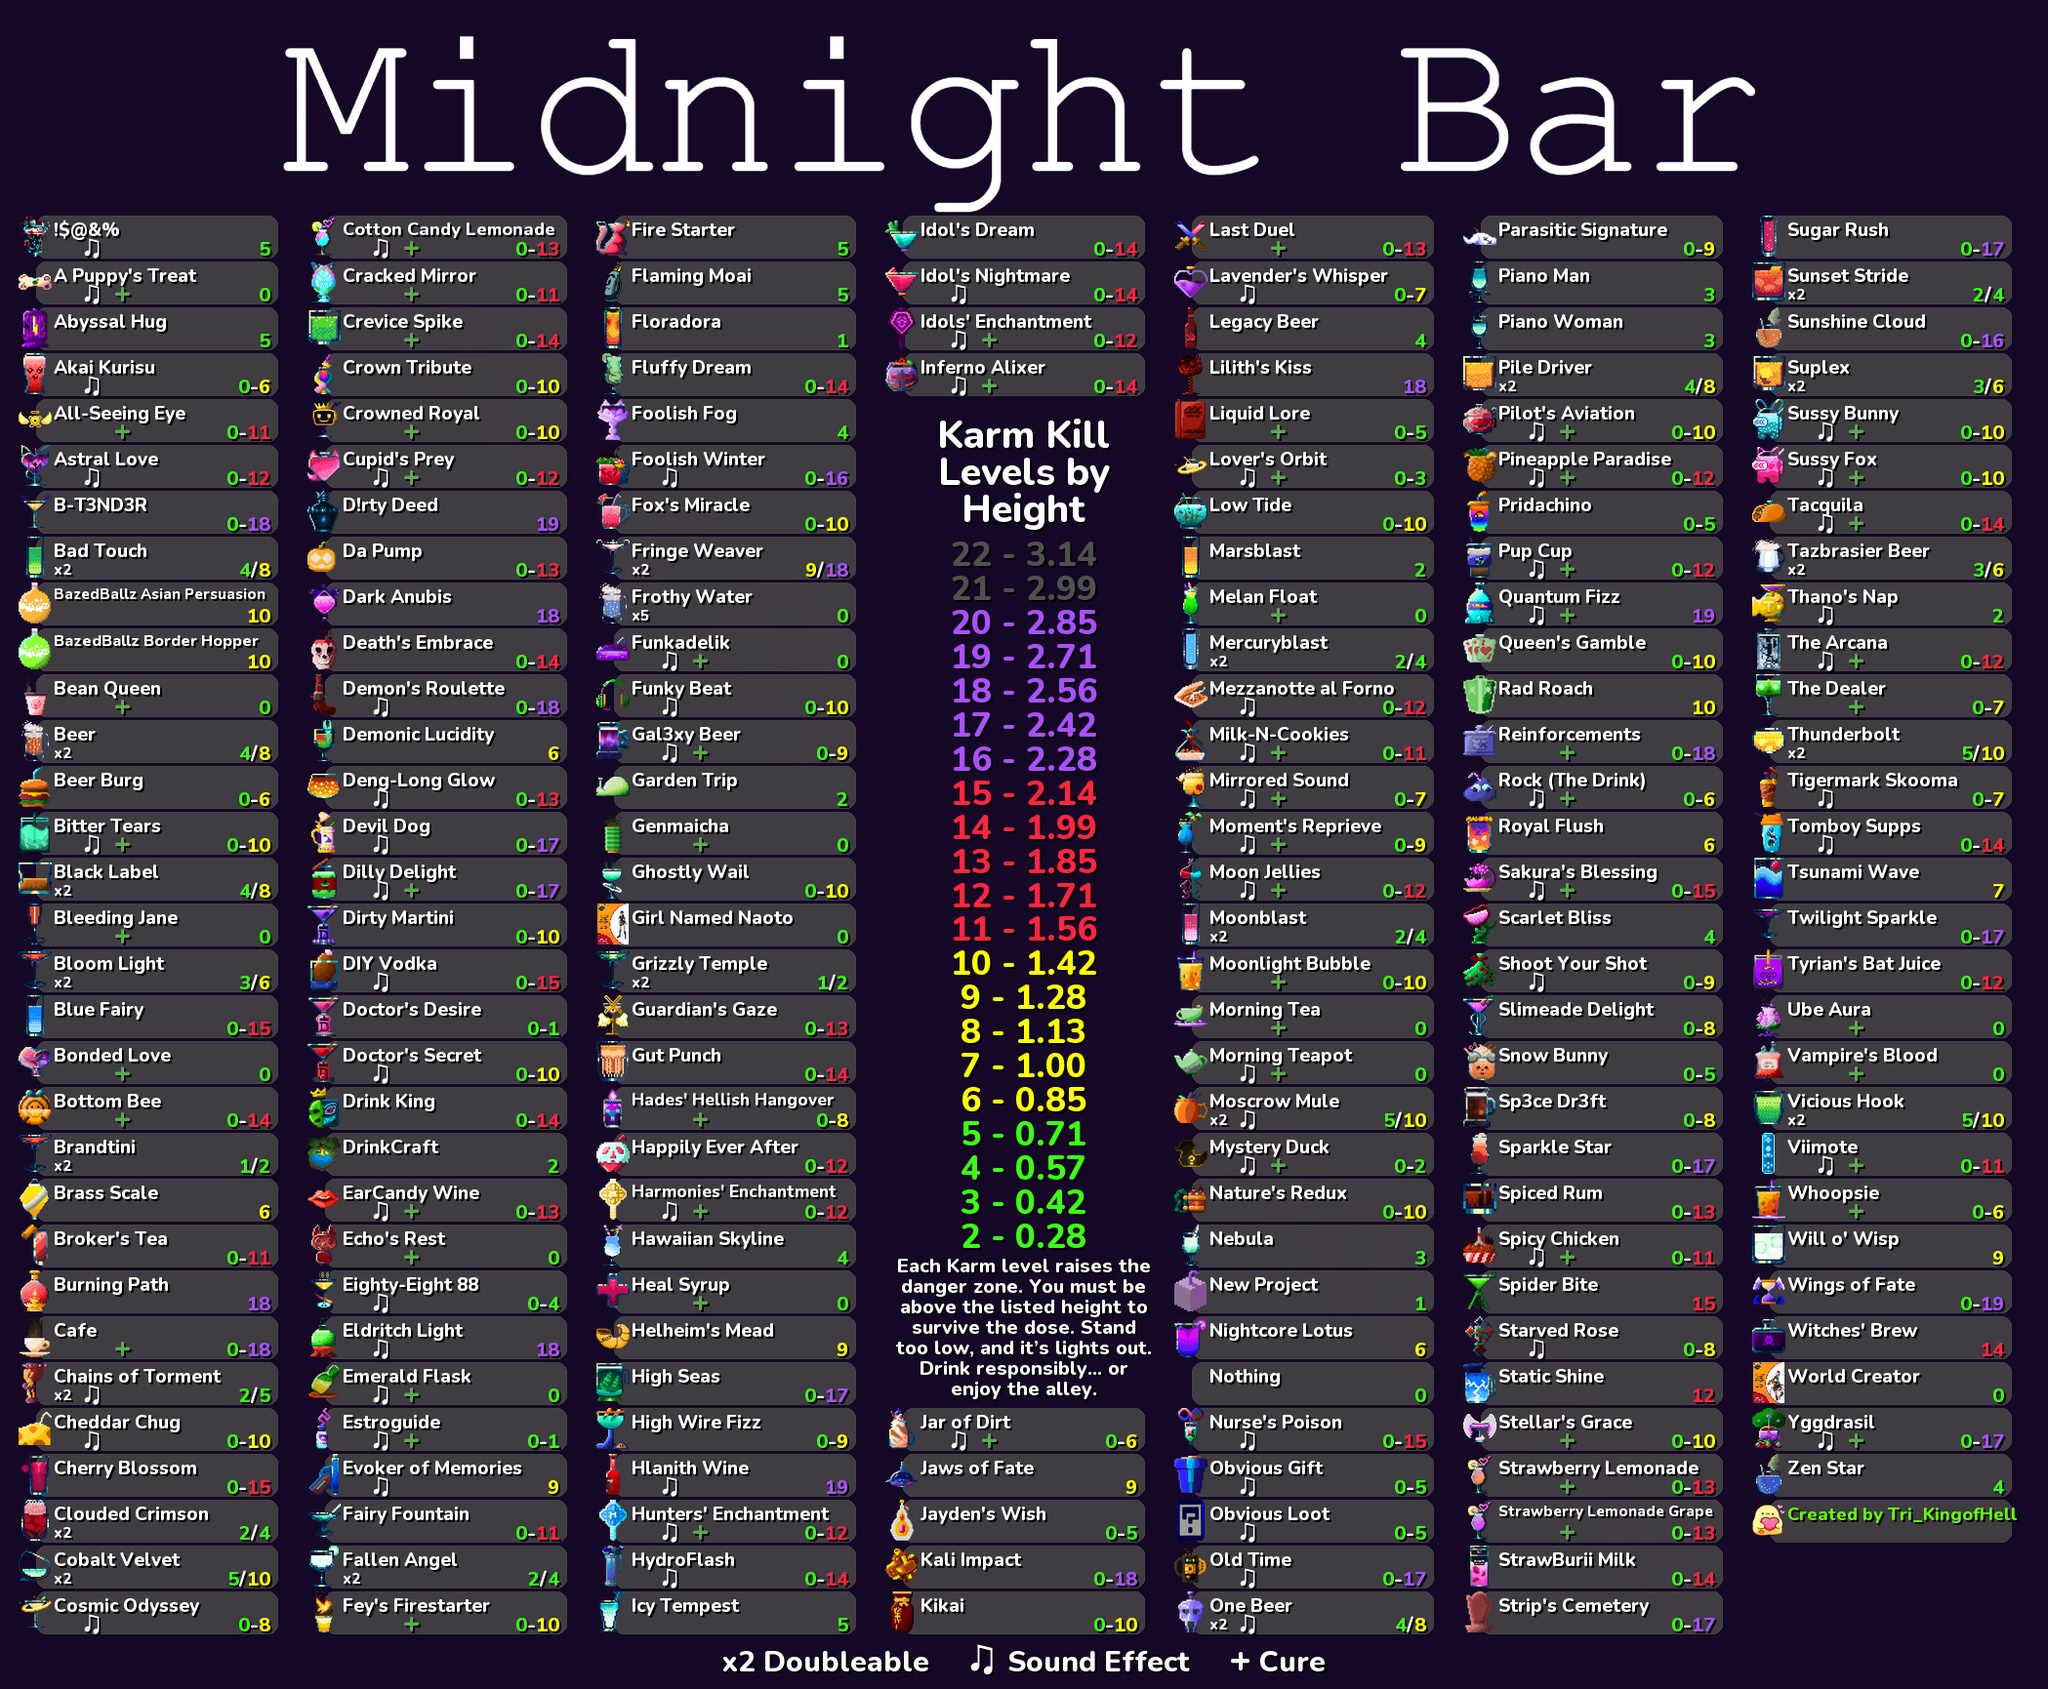 Midnight Bar
!$@&%
♫ 5
A Puppy's Treat
♫ + 0
Abyssal Hug
5
Akai Kurisu
♫ 0-6
All-Seeing Eye
+ 0-11
Astral Love
♫ 0-12
B-T3ND3R
0-18
Bad Touch
x2 4/8
BazedBallz Asian Persuasion
10
BazedBallz Border Hopper
10
Bean Queen
+ 0
Beer
x2 4/8
Beer Burg
0-6
Bitter Tears
♫ + 0-10
Black Label
x2 4/8
Bleeding Jane
+ 0
Bloom Light
x2 3/6
Blue Fairy
0-15
Bonded Love
+ 0
Bottom Bee
+ 0-14
Brandtini
x2 1/2
Brass Scale
6
Broker's Tea
0-11
Burning Path
18
Cafe
+ 0-18
Chains of Torment
x2 ♫ 2/5
Cheddar Chug
♫ 0-10
Cherry Blossom
0-15
Clouded Crimson
x2 2/4
Cobalt Velvet
x2 5/10
Cosmic Odyssey
♫ 0-8
Cotton Candy Lemonade
♫ + 0-13
Cracked Mirror
+ 0-11
Crevice Spike
+ 0-14
Crown Tribute
0-10
Crowned Royal
+ 0-10
Cupid's Prey
♫ + 0-12
D!rty Deed
19
Da Pump
0-13
Dark Anubis
18
Death's Embrace
0-14
Demon's Roulette
♫ 0-18
Demonic Lucidity
6
Deng-Long Glow
♫ 0-13
Devil Dog
♫ 0-17
Dilly Delight
♫ + 0-17
Dirty Martini
0-10
DIY Vodka
♫ 0-15
Doctor's Desire
0-1
Doctor's Secret
♫ 0-10
Drink King
0-14
DrinkCraft
2
EarCandy Wine
♫ + 0-13
Echo's Rest
+ 0
Eighty-Eight 88
♫ 0-4
Eldritch Light
♫ 18
Emerald Flask
♫ + 0
Estroguide
♫ + 0-1
Evoker of Memories
♫ 9
Fairy Fountain
0-11
Fallen Angel
x2 2/4
Fey's Firestarter
+ 0-10
Fire Starter
5
Flaming Moai
5
Floradora
1
Fluffy Dream
0-14
Foolish Fog
4
Foolish Winter
♫ 0-16
Fox's Miracle
0-10
Fringe Weaver
x2 9/18
Frothy Water
x5 0
Funkadelik
♫ + 0
Funky Beat
♫ 0-10
Gal3xy Beer
♫ + 0-9
Garden Trip
2
Genmaicha
+ 0
Ghostly Wail
0-10
Girl Named Naoto
0
Grizzly Temple
x2 1/2
Guardian's Gaze
0-13
Gut Punch
0-14
Hades' Hellish Hangover
+ 0-8
Happily Ever After
0-12
Harmonies' Enchantment
♫ + 0-12
Hawaiian Skyline
4
Heal Syrup
+ 0
Helheim's Mead
9
High Seas
0-17
High Wire Fizz
0-9
Hlanith Wine
19
Hunters' Enchantment
♫ + 0-12
HydroFlash
♫ 0-14
Icy Tempest
5
Idol's Dream
0-14
Idol's Nightmare
♫ 0-14
Idols' Enchantment
♫ + 0-12
Inferno Alixer
♫ + 0-14
Karm Kill
Levels by
Height
22 - 3.14
21 - 2.99
20 - 2.85
19 - 2.71
18 - 2.56
17 - 2.42
16 - 2.28
15 - 2.14
14 - 1.99
13 - 1.85
12 - 1.71
11 - 1.56
10 - 1.42
9 - 1.28
8 - 1.13
7 - 1.00
6 - 0.85
5 - 0.71
4 - 0.57
3 - 0.42
2 - 0.28
Each Karm level raises the
danger zone. You must be
above the listed height to
survive the dose. Stand
too low, and it's lights out.
Drink responsibly... or
enjoy the alley.
Jar of Dirt
♫ + 0-6
Jaws of Fate
9
Jayden's Wish
0-5
Kali Impact
0-18
Kikai
0-10
Last Duel
+ 0-13
Lavender's Whisper
♫ 0-7
Legacy Beer
4
Lilith's Kiss
18
Liquid Lore
+ 0-5
Lover's Orbit
♫ + 0-3
Low Tide
0-10
Marsblast
2
Melan Float
+ 0
Mercuryblast
x2 2/4
Mezzanotte al Forno
♫ 0-12
Milk-N-Cookies
♫ + 0-11
Mirrored Sound
♫ + 0-7
Moment's Reprieve
♫ + 0-9
Moon Jellies
♫ + 0-12
Moonblast
x2 2/4
Moonlight Bubble
+ 0-10
Morning Tea
+ 0
Morning Teapot
♫ + 0
Moscrow Mule
x2 ♫ 5/10
Mystery Duck
♫ + 0-2
Nature's Redux
0-10
Nebula
3
New Project
1
Nightcore Lotus
6
Nothing
0
Nurse's Poison
♫ 0-15
Obvious Gift
♫ 0-5
Obvious Loot
♫ 0-5
Old Time
♫ 0-17
One Beer
x2 ♫ 4/8
Parasitic Signature
0-9
Piano Man
3
Piano Woman
3
Pile Driver
x2 4/8
Pilot's Aviation
♫ + 0-10
Pineapple Paradise
♫ + 0-12
Pridachino
0-5
Pup Cup
♫ + 0-12
Quantum Fizz
♫ + 19
Queen's Gamble
0-10
Rad Roach
10
Reinforcements
+ 0-18
Rock (The Drink)
♫ + 0-6
Royal Flush
6
Sakura's Blessing
♫ + 0-15
Scarlet Bliss
4
Shoot Your Shot
♫ 0-9
Slimeade Delight
0-8
Snow Bunny
0-5
Sp3ce Dr3ft
0-8
Sparkle Star
0-17
Spiced Rum
0-13
Spicy Chicken
♫ + 0-11
Spider Bite
15
Starved Rose
♫ 0-8
Static Shine
12
Stellar's Grace
+ 0-10
Strawberry Lemonade
+ 0-13
Strawberry Lemonade Grape
+ 0-13
StrawBurii Milk
0-14
Strip's Cemetery
0-17
Sugar Rush
0-17
Sunset Stride
x2 2/4
Sunshine Cloud
0-16
Suplex
x2 3/6
Sussy Bunny
♫ + 0-10
Sussy Fox
♫ + 0-10
Tacquila
♫ + 0-14
Tazbrasier Beer
x2 3/6
Thano's Nap
♫ 2
The Arcana
♫ + 0-12
The Dealer
+ 0-7
Thunderbolt
x2 5/10
Tigermark Skooma
♫ 0-7
Tomboy Supps
♫ 0-14
Tsunami Wave
7
Twilight Sparkle
0-17
Tyrian's Bat Juice
0-12
Ube Aura
+ 0
Vampire's Blood
+ 0
Vicious Hook
x2 5/10
Viimote
♫ + 0-11
Whoopsie
+ 0-6
Will o' Wisp
9
Wings of Fate
0-19
Witches' Brew
14
World Creator
0
Yggdrasil
♫ + 0-17
Zen Star
4
Created by Tri_KingofHell
x2 Doubleable ♫ Sound Effect + Cure